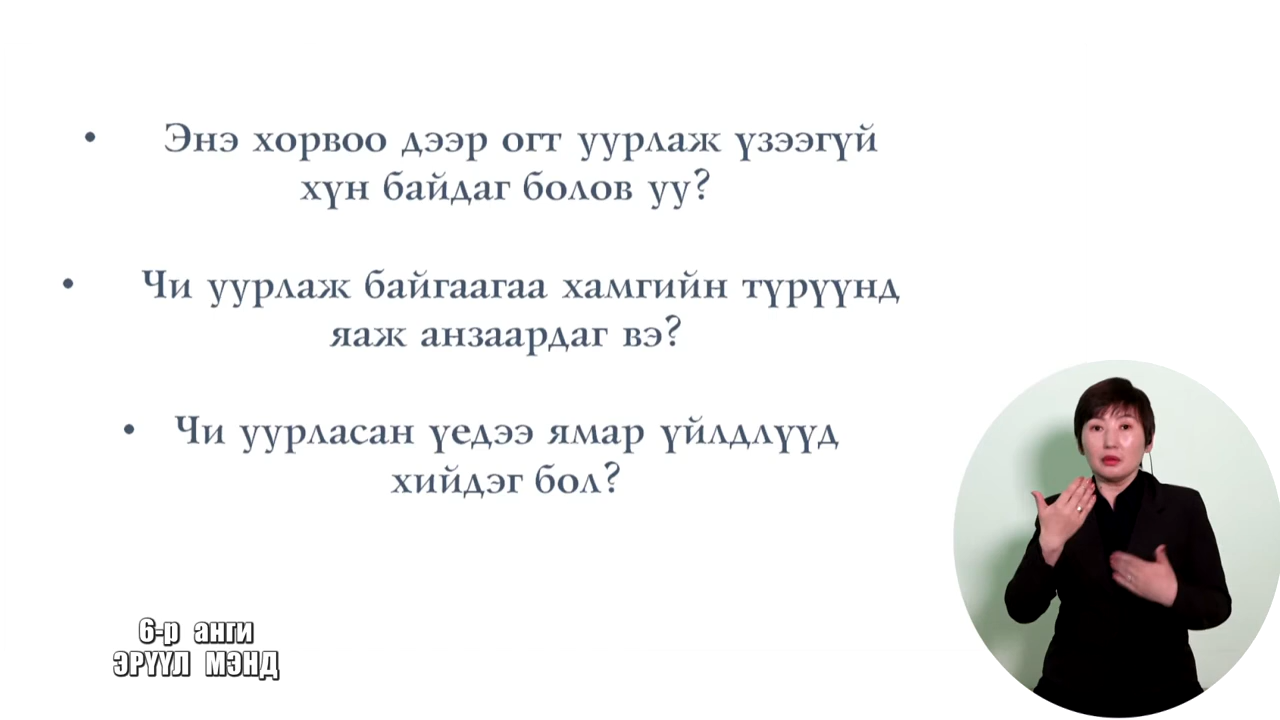 • Энэ хорвоо дээр огт уурлаж үзээгүй
хүн байдаг болов уу?
• Чи уурлаж байгаагаа хамгийн түрүүнд
яаж анзаардаг вэ?
• Чи уурласан үедээ ямар үйлдлүүд
хийдэг бол?
6-р анги
ЭРҮҮЛ МЭНД